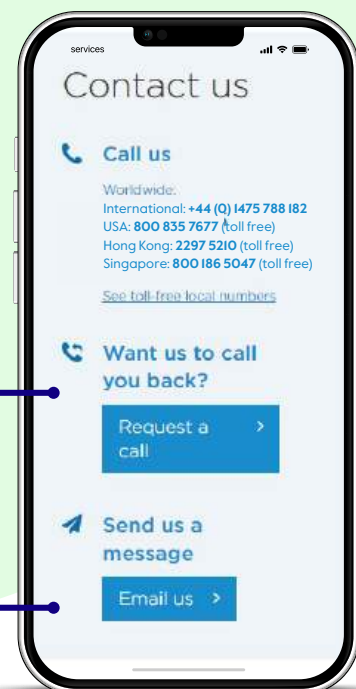 services
Contact us
Call us
Worldwide:
International: +44 (0) 1475 788 182
USA: 800 835 7677 (toll free)
Hong Kong: 2297 5210 (toll free)
Singapore: 800 186 5047 (toll free)
See toll-free local numbers
Want us to call
you back?
Request a
call
Send us a
message
Email us